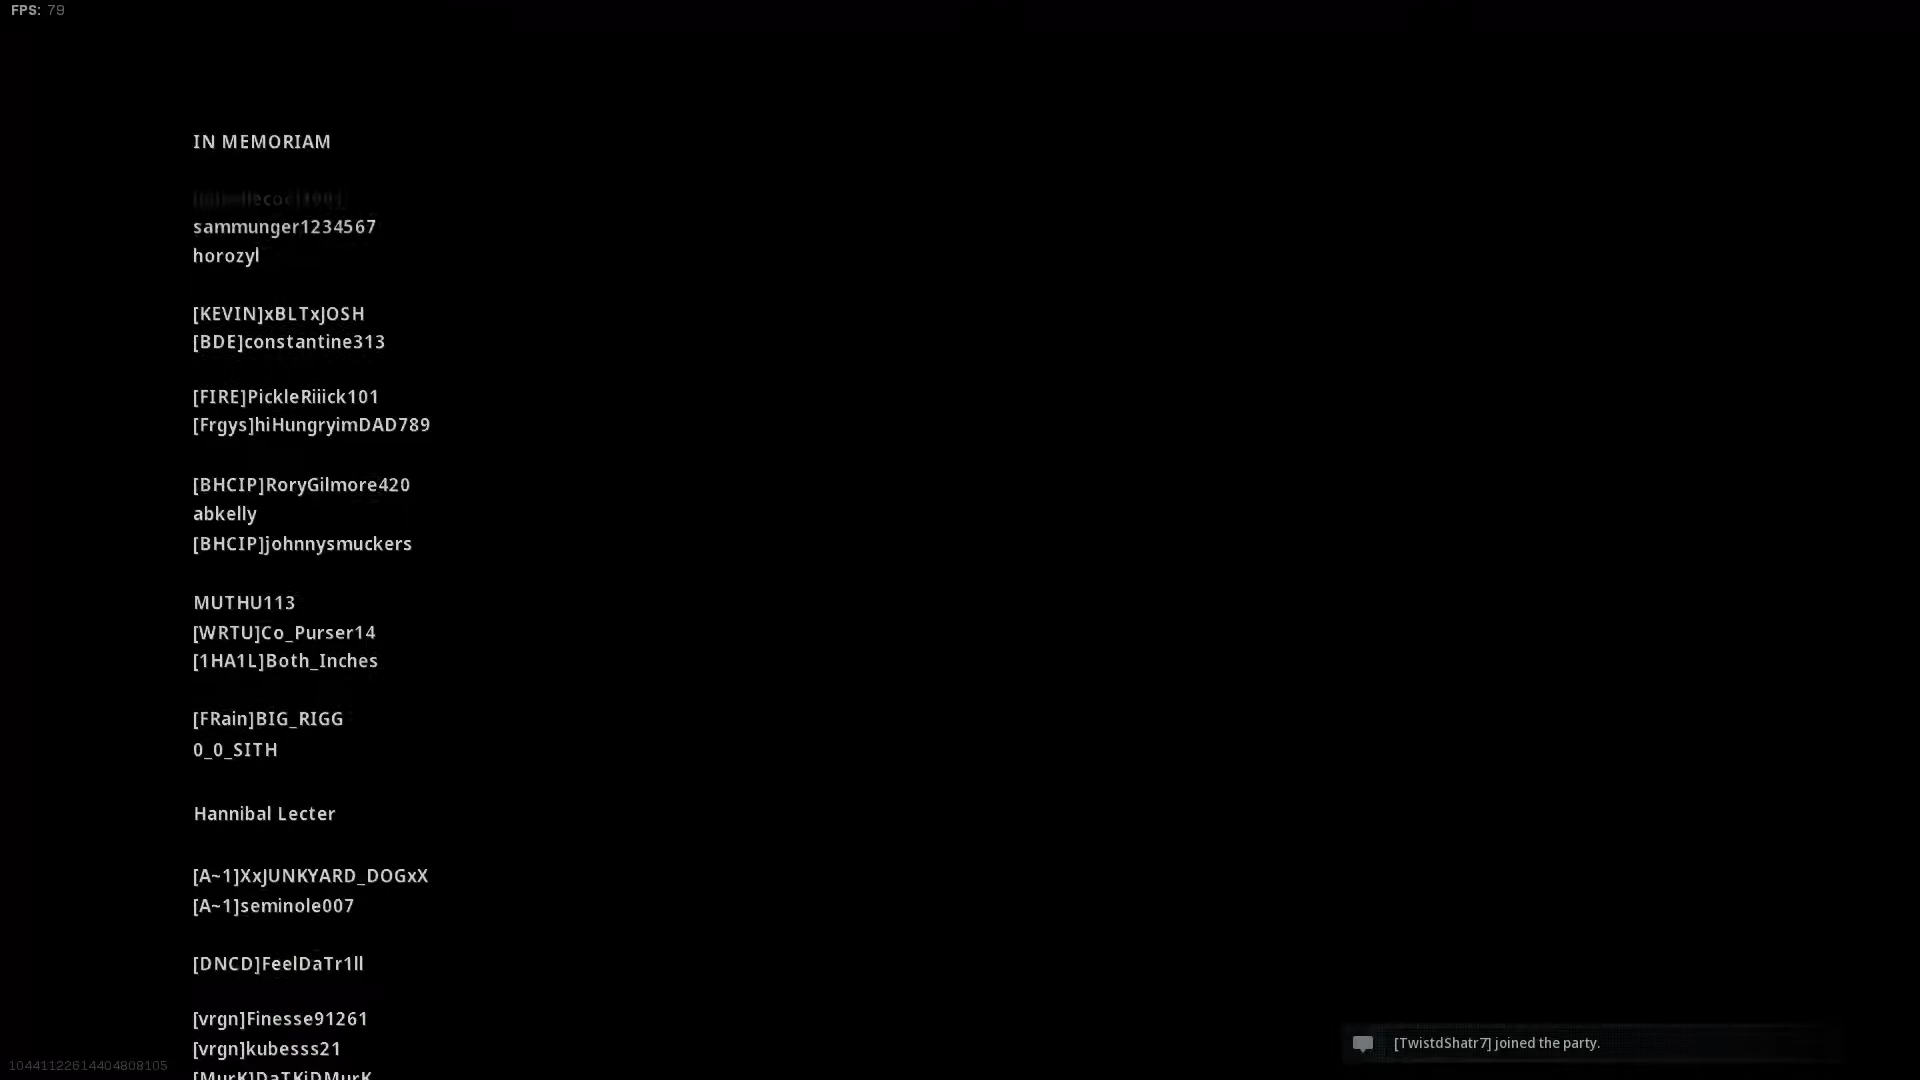 FPS: 79
IN MEMORIAM
sammunger1234567
horozyl
[KEVIN]xBLTxJOSH
[BDE]constantine313
[FIRE]PickleRiiick101
[Frgys]hiHungryimDAD789
[BHCIP]RoryGilmore420
abkelly
[BHCIP]johnnysmuckers
MUTHU113
[WRTU]Co_Purser14
[1HA1L]Both_Inches
[FRain]BIG_RIGG
0_0_SITH
Hannibal Lecter
[A~1]XxJUNKYARD_DOGxX
[A~1]seminole007
[DNCD]FeelDaTr1ll
[vrgn]Finesse91261
[vrgn]kubesss21
[MurK]DaTKiDMurK
[TwistdShatr7] joined the party.
10441122614404808105